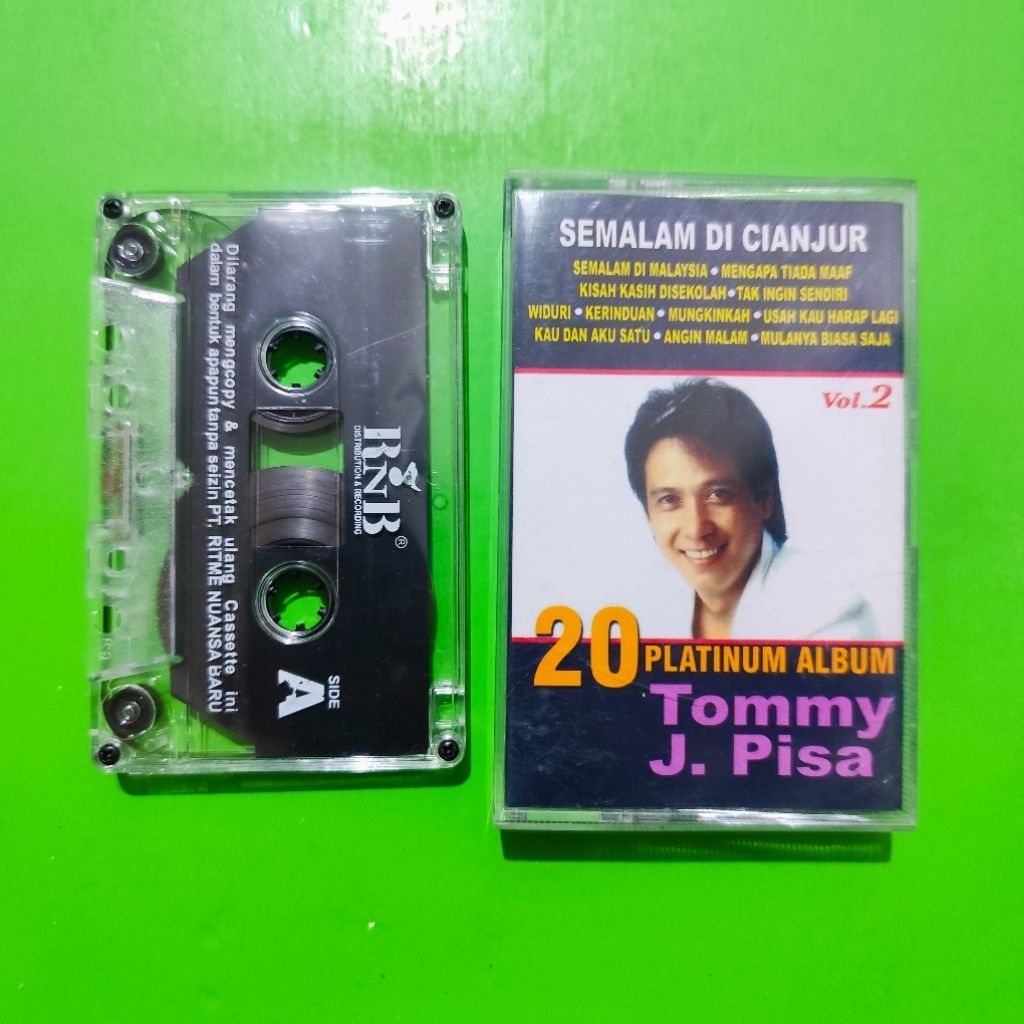 Dilarang mengcopy & mencetak ulang Cassette ini
dalam bentuk apapun tanpa seizin PT. RITME NUANSA BARU
RNB ®
DISTRIBUTION & RECORDING
SIDE
A
SEMALAM DI CIANJUR
SEMALAM DI MALAYSIA • MENGAPA TIADA MAAF
KISAH KASIH DISEKOLAH • TAK INGIN SENDIRI
WIDURI • KERINDUAN • MUNGKINKAH • USAH KAU HARAP LAGI
KAU DAN AKU SATU • ANGIN MALAM • MULANYA BIASA SAJA
Vol.2
20 PLATINUM ALBUM
Tommy
J. Pisa